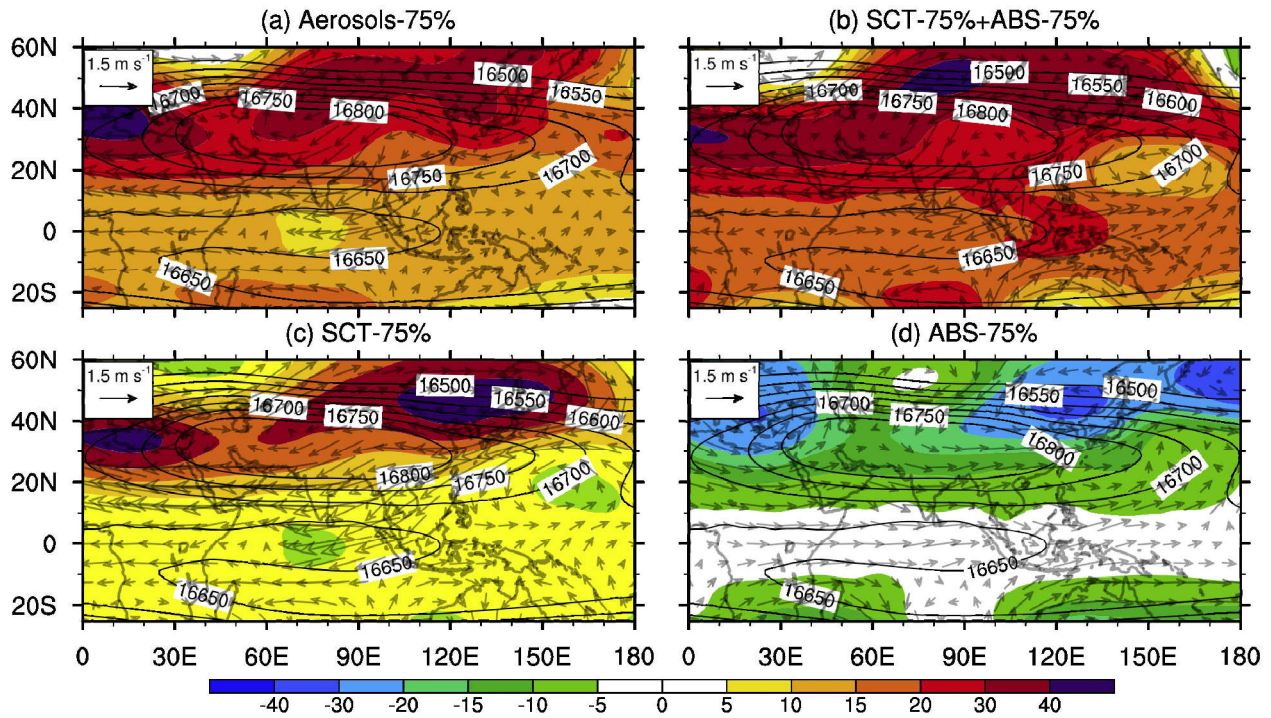 (a) Aerosols-75%
(b) SCT-75%+ABS-75%
60N
1.5 m s⁻¹
16700
16750
16500
16550
16800
40N
20N
16750
16700
0
16650
16650
20S
1.5 m s⁻¹
16700
16750
16500
16550
16600
16800
16750
16700
16650
16650
(c) SCT-75%
(d) ABS-75%
60N
1.5 m s⁻¹
16700
16750
16500
16550
16600
40N
16800
16750
16700
20N
0
16650
16650
20S
1.5 m s⁻¹
16700
16750
16550
16500
16800
16700
16650
16650
0 30E 60E 90E 120E 150E 180
0 30E 60E 90E 120E 150E 180
-40 -30 -20 -15 -10 -5 0 5 10 15 20 30 40